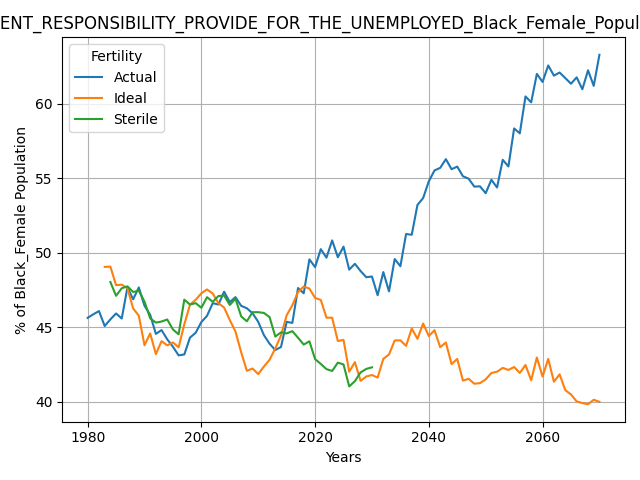 ENT_RESPONSIBILITY_PROVIDE_FOR_THE_UNEMPLOYED_Black_Female_Popul
Fertility
Actual
Ideal
Sterile
% of Black_Female Population
60
55
50
45
40
1980
2000
2020
2040
2060
Years